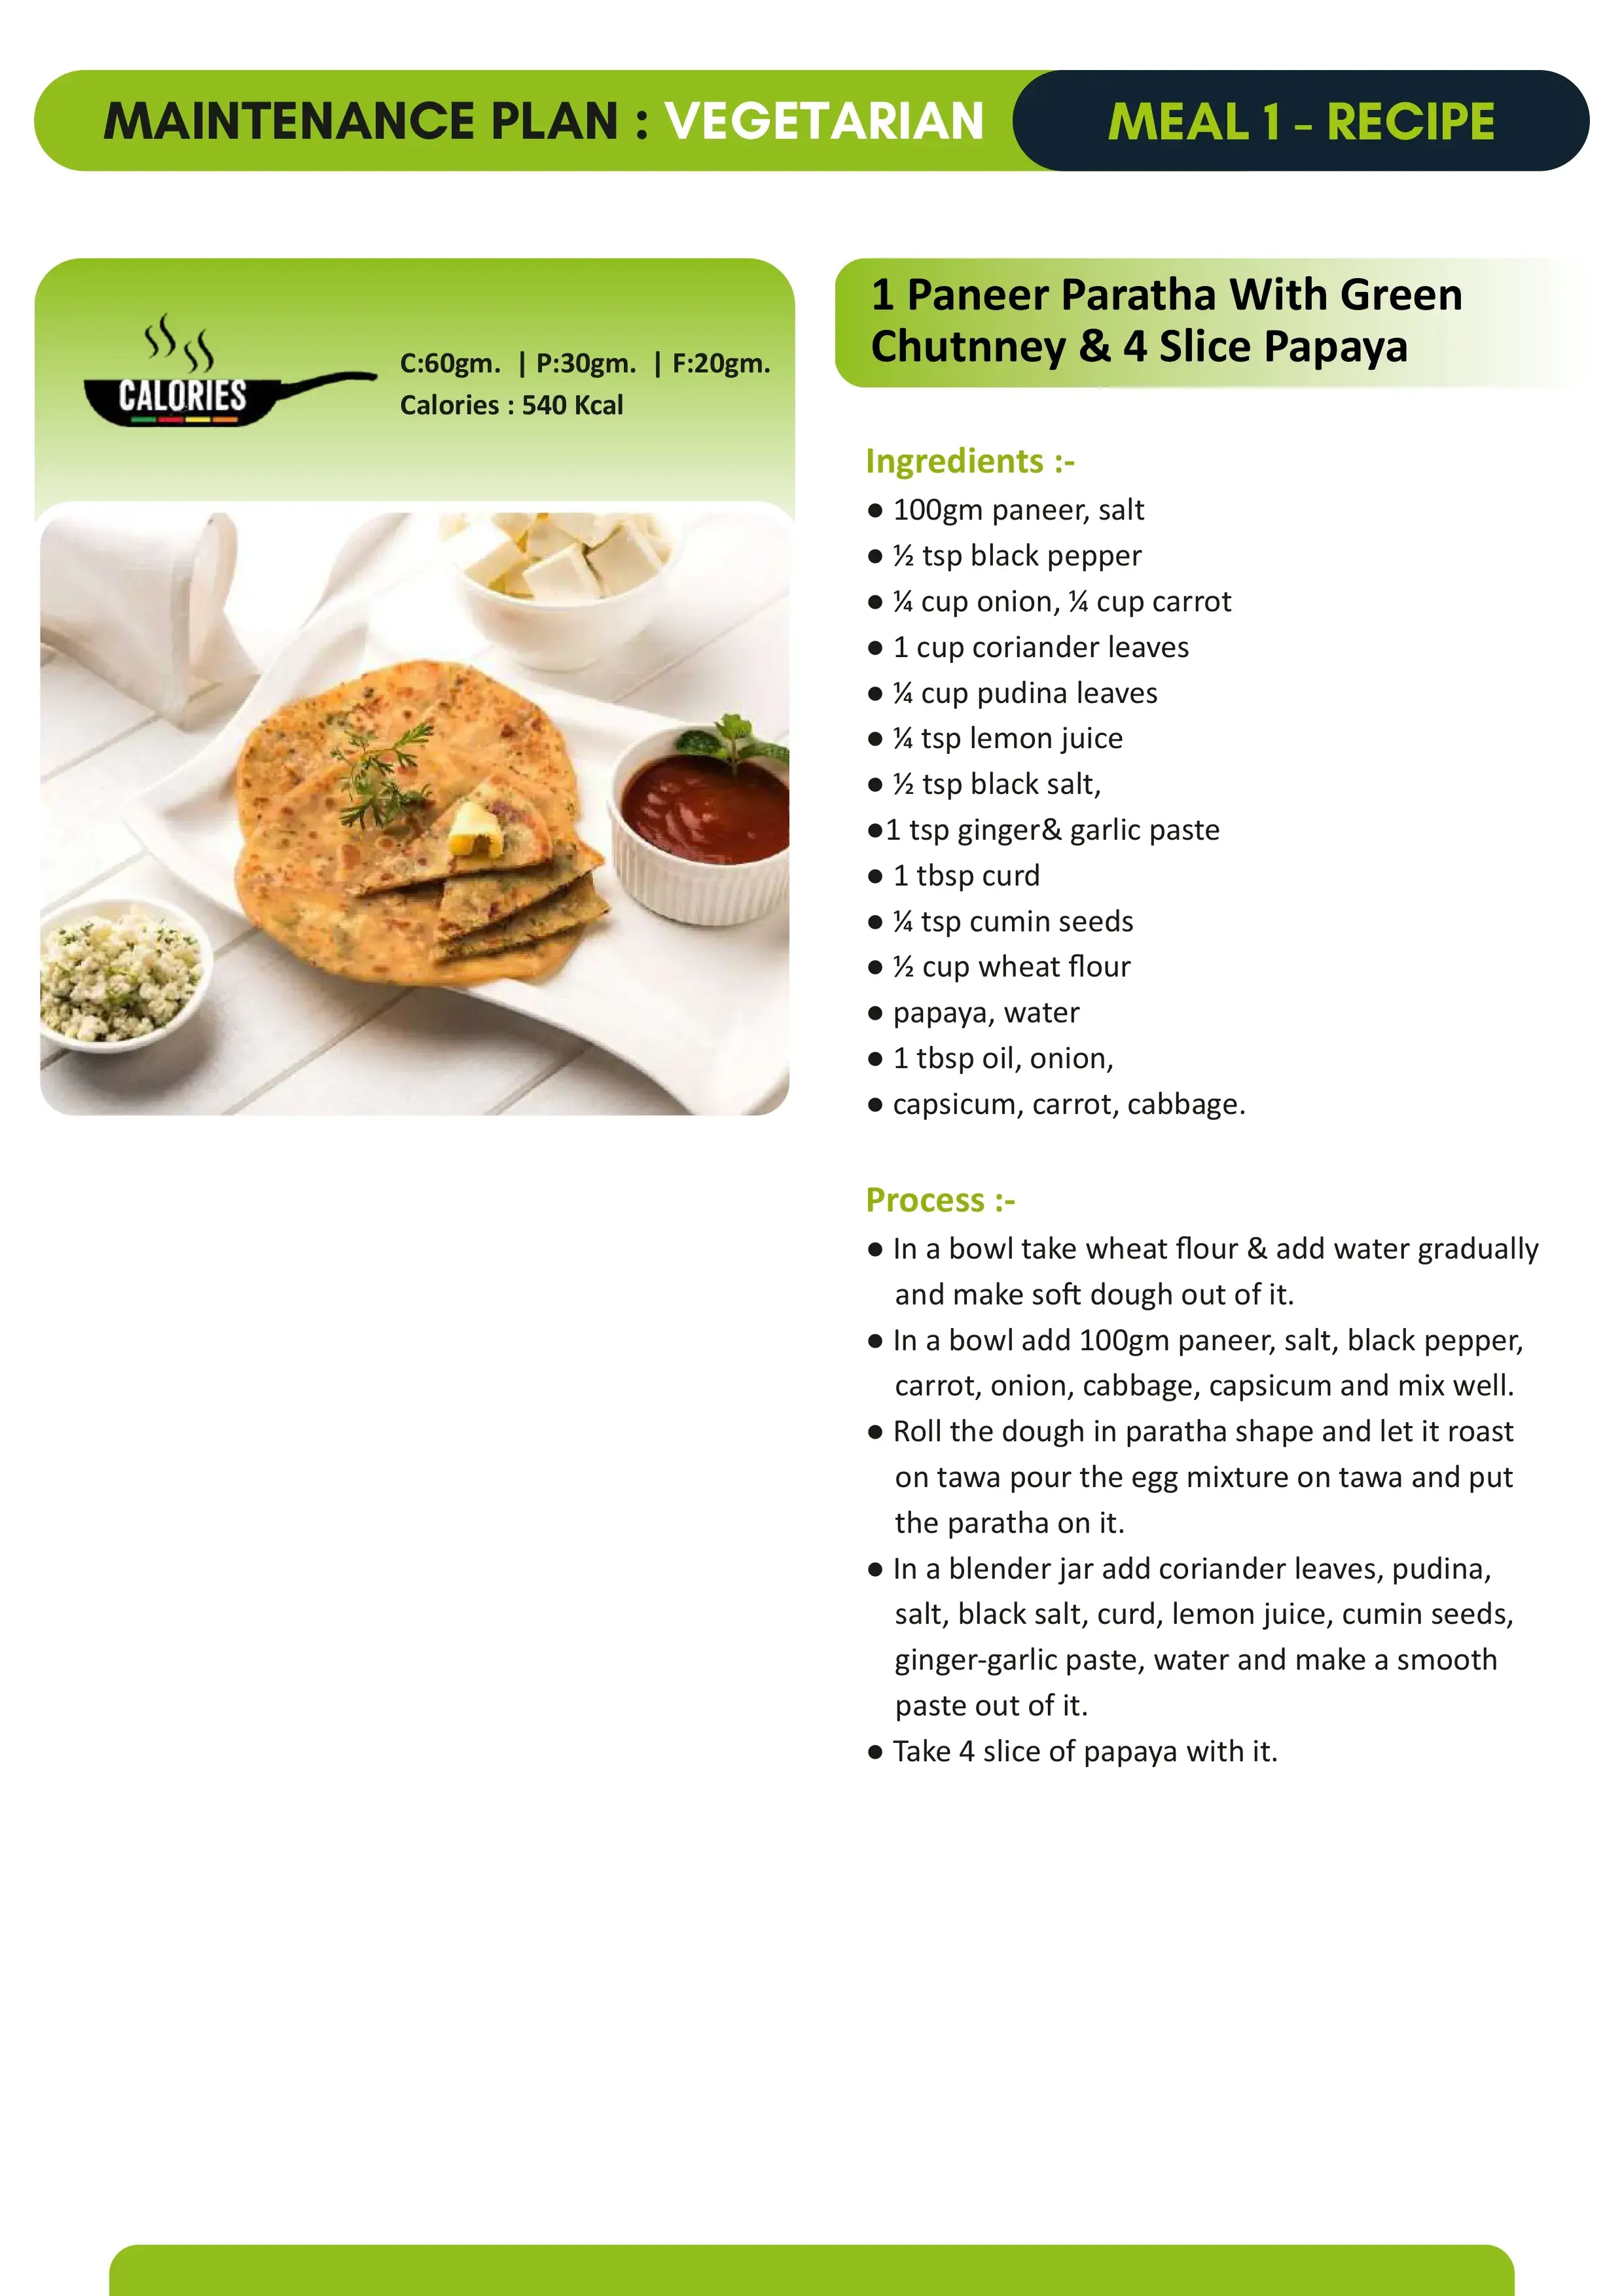 MAINTENANCE PLAN : VEGETARIAN
MEAL 1 - RECIPE
CALORIES
C:60gm. | P:30gm. | F:20gm.
Calories : 540 Kcal
1 Paneer Paratha With Green
Chutnney & 4 Slice Papaya
Ingredients :-
● 100gm paneer, salt
● ½ tsp black pepper
● ¼ cup onion, ¼ cup carrot
● 1 cup coriander leaves
● ¼ cup pudina leaves
● ¼ tsp lemon juice
● ½ tsp black salt,
●1 tsp ginger& garlic paste
● 1 tbsp curd
● ¼ tsp cumin seeds
● ½ cup wheat flour
● papaya, water
● 1 tbsp oil, onion,
● capsicum, carrot, cabbage.
Process :-
● In a bowl take wheat flour & add water gradually
and make soft dough out of it.
● In a bowl add 100gm paneer, salt, black pepper,
carrot, onion, cabbage, capsicum and mix well.
● Roll the dough in paratha shape and let it roast
on tawa pour the egg mixture on tawa and put
the paratha on it.
● In a blender jar add coriander leaves, pudina,
salt, black salt, curd, lemon juice, cumin seeds,
ginger-garlic paste, water and make a smooth
paste out of it.
● Take 4 slice of papaya with it.